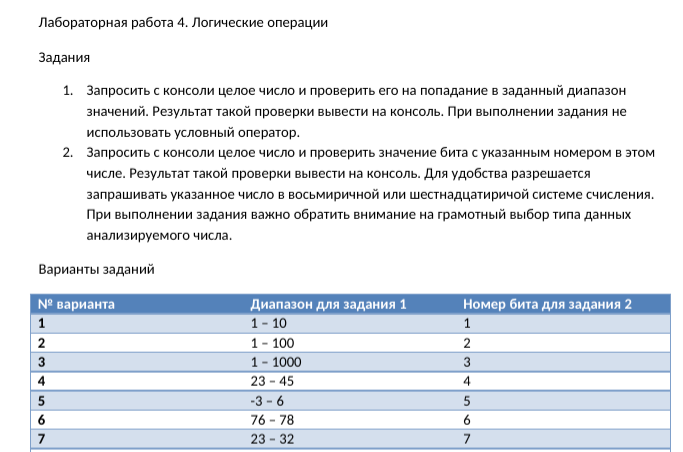 Лабораторная работа 4. Логические операции
Задания
1. Запросить с консоли целое число и проверить его на попадание в заданный диапазон
значений. Результат такой проверки вывести на консоль. При выполнении задания не
использовать условный оператор.
2. Запросить с консоли целое число и проверить значение бита с указанным номером в этом
числе. Результат такой проверки вывести на консоль. Для удобства разрешается
запрашивать указанное число в восьмиричной или шестнадцатиричой системе счисления.
При выполнении задания важно обратить внимание на грамотный выбор типа данных
анализируемого числа.
Варианты заданий
№ варианта Диапазон для задания 1 Номер бита для задания 2
1 1 – 10 1
2 1 – 100 2
3 1 – 1000 3
4 23 – 45 4
5 -3 – 6 5
6 76 – 78 6
7 23 – 32 7